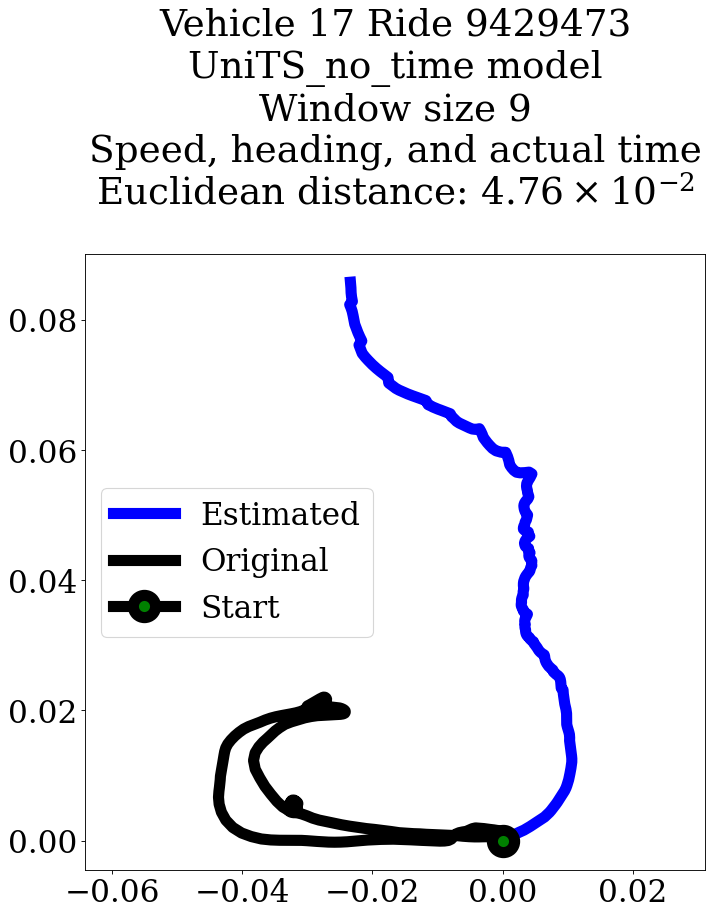 Vehicle 17 Ride 9429473
UniTS_no_time model
Window size 9
Speed, heading, and actual time
Euclidean distance: 4.76 × 10⁻²
0.08
0.06
0.04
0.02
0.00
Estimated
Original
Start
−0.06 −0.04 −0.02 0.00 0.02